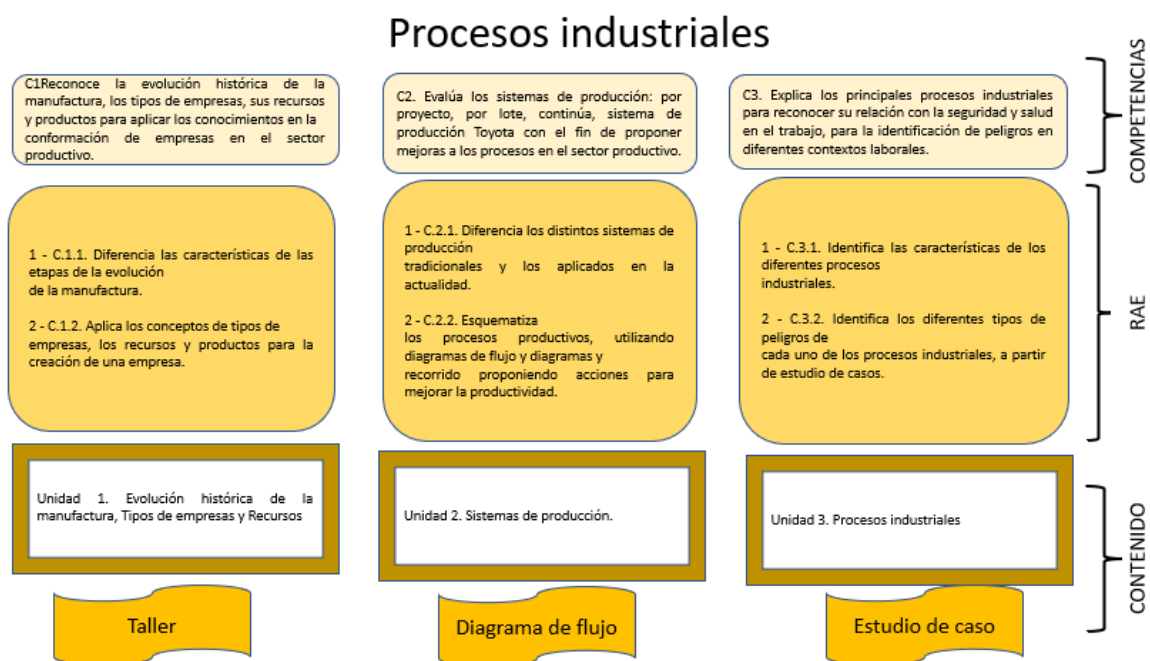 Procesos industriales
C1Reconoce la evolución histórica de la
manufactura, los tipos de empresas, sus recursos
y productos para aplicar los conocimientos en la
conformación de empresas en el sector
productivo.
C2. Evalúa los sistemas de producción: por
proyecto, por lote, continúa, sistema de
producción Toyota con el fin de proponer
mejoras a los procesos en el sector productivo.
C3. Explica los principales procesos industriales
para reconocer su relación con la seguridad y salud
en el trabajo, para la identificación de peligros en
diferentes contextos laborales.
COMPETENCIAS
1 - C.1.1. Diferencia las características de las
etapas de la evolución
de la manufactura.
2 - C.1.2. Aplica los conceptos de tipos de
empresas, los recursos y productos para la
creación de una empresa.
1 - C.2.1. Diferencia los distintos sistemas de
producción
tradicionales y los aplicados en la
actualidad.
2 - C.2.2. Esquematiza
los procesos productivos, utilizando
diagramas de flujo y diagramas y
recorrido proponiendo acciones para
mejorar la productividad.
1 - C.3.1. Identifica las características de los
diferentes procesos
industriales.
2 - C.3.2. Identifica los diferentes tipos de
peligros de
cada uno de los procesos industriales, a partir
de estudio de casos.
RAE
Unidad 1. Evolución histórica de la
manufactura, Tipos de empresas y Recursos
Unidad 2. Sistemas de producción.
Unidad 3. Procesos industriales
CONTENIDO
Taller
Diagrama de flujo
Estudio de caso